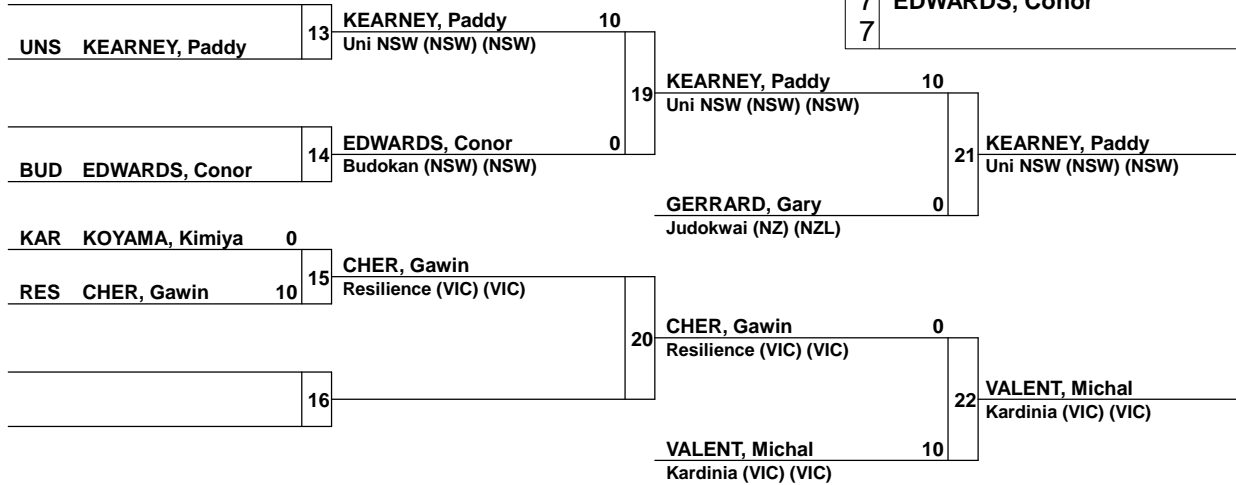 7 EDWARDS, Conor
7
KEARNEY, Paddy 10
13
UNS KEARNEY, Paddy
Uni NSW (NSW) (NSW)
KEARNEY, Paddy 10
19
Uni NSW (NSW) (NSW)
EDWARDS, Conor 0
14
BUD EDWARDS, Conor
Budokan (NSW) (NSW)
21
KEARNEY, Paddy
Uni NSW (NSW) (NSW)
GERRARD, Gary 0
Judokwai (NZ) (NZL)
KAR KOYAMA, Kimiya 0
15
RES CHER, Gawin 10
CHER, Gawin
Resilience (VIC) (VIC)
20
CHER, Gawin 0
Resilience (VIC) (VIC)
16
22
VALENT, Michal
Kardinia (VIC) (VIC)
VALENT, Michal 10
Kardinia (VIC) (VIC)